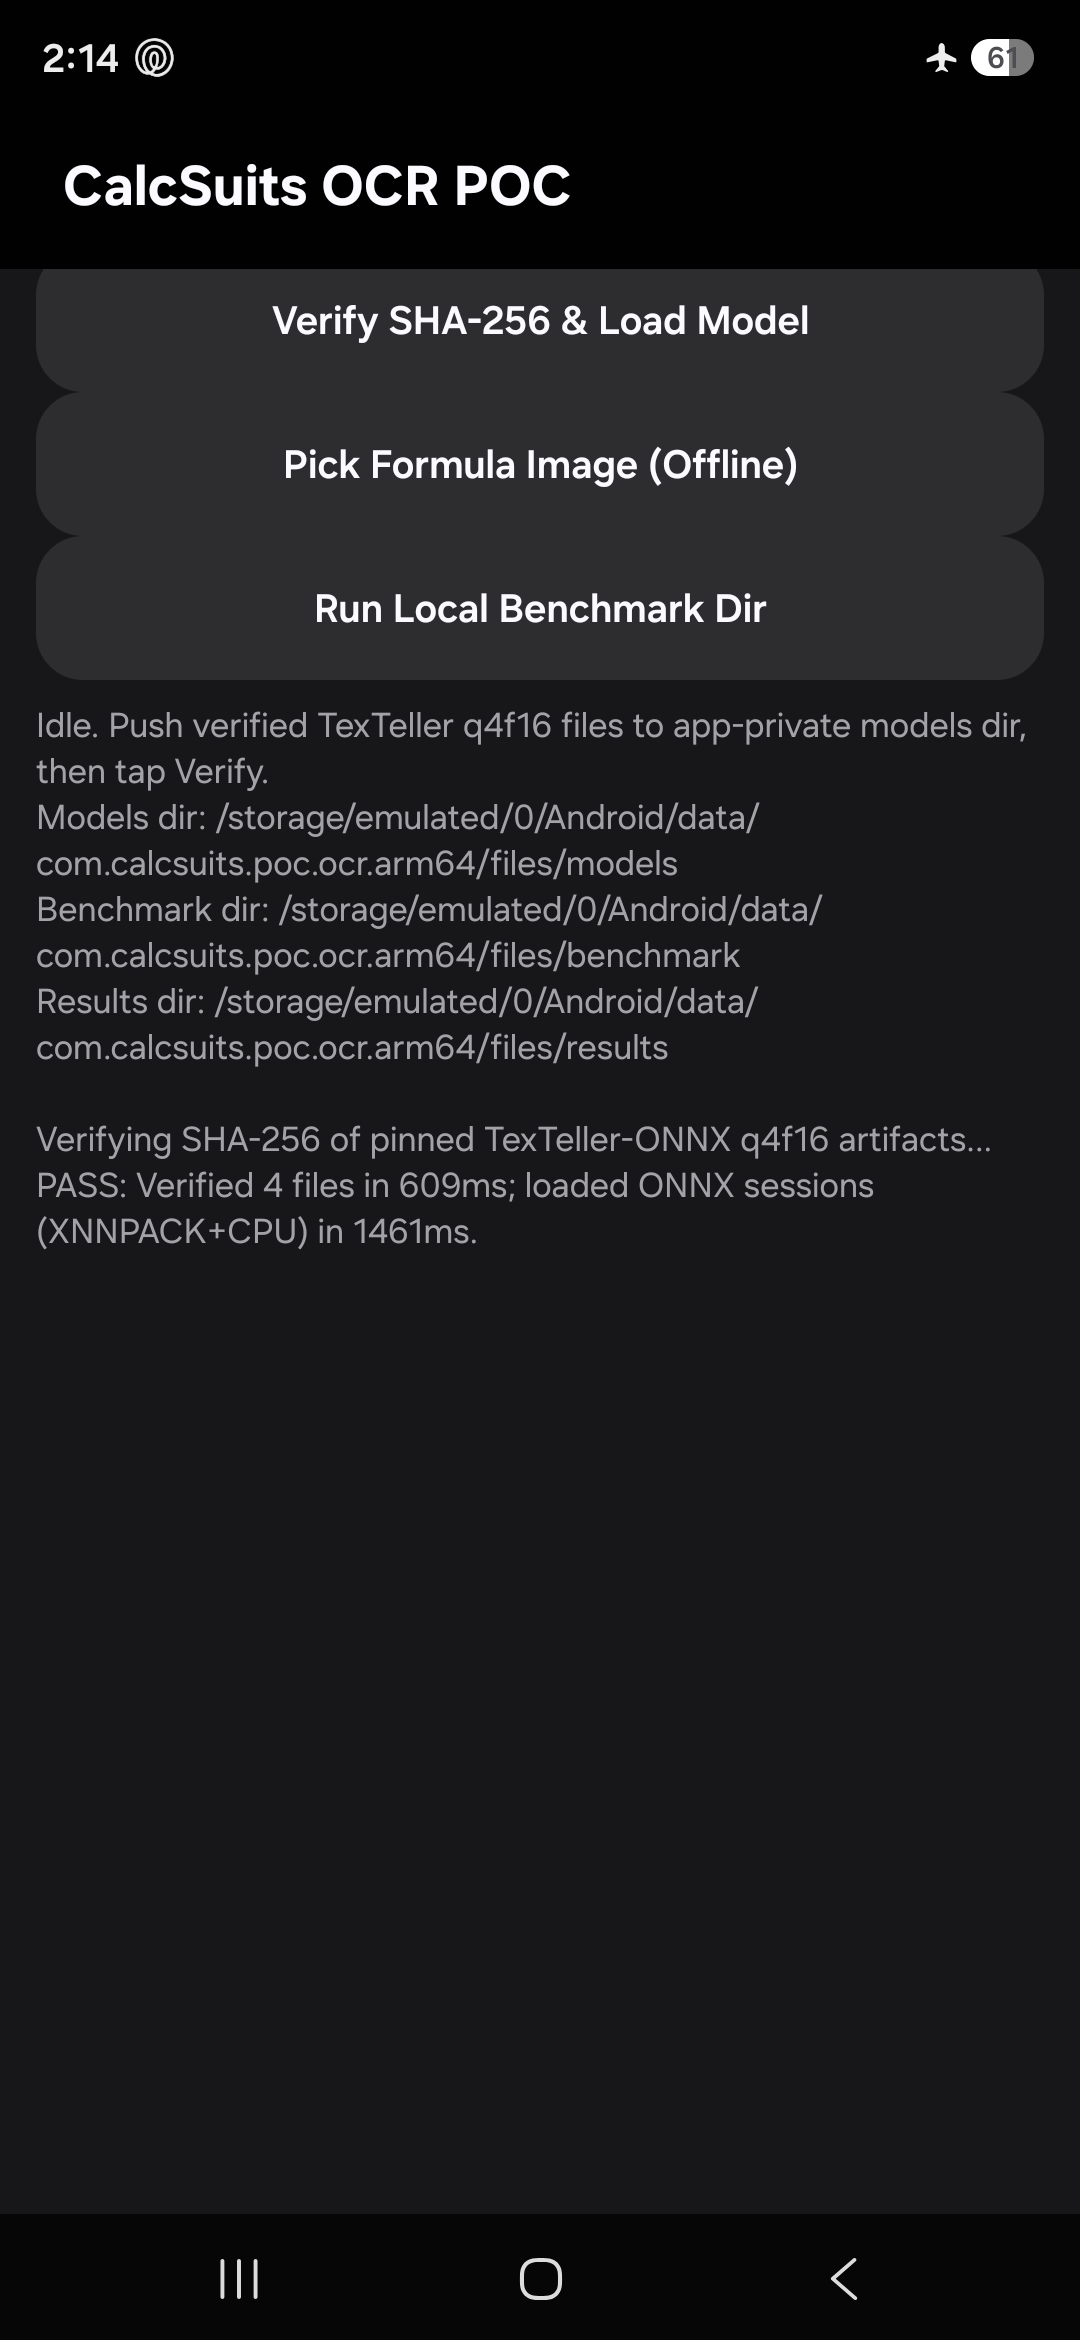 2:14
61
CalcSuits OCR POC
Verify SHA-256 & Load Model
Pick Formula Image (Offline)
Run Local Benchmark Dir
Idle. Push verified TexTeller q4f16 files to app-private models dir,
then tap Verify.
Models dir: /storage/emulated/0/Android/data/
com.calcsuits.poc.ocr.arm64/files/models
Benchmark dir: /storage/emulated/0/Android/data/
com.calcsuits.poc.ocr.arm64/files/benchmark
Results dir: /storage/emulated/0/Android/data/
com.calcsuits.poc.ocr.arm64/files/results
Verifying SHA-256 of pinned TexTeller-ONNX q4f16 artifacts...
PASS: Verified 4 files in 609ms; loaded ONNX sessions
(XNNPACK+CPU) in 1461ms.